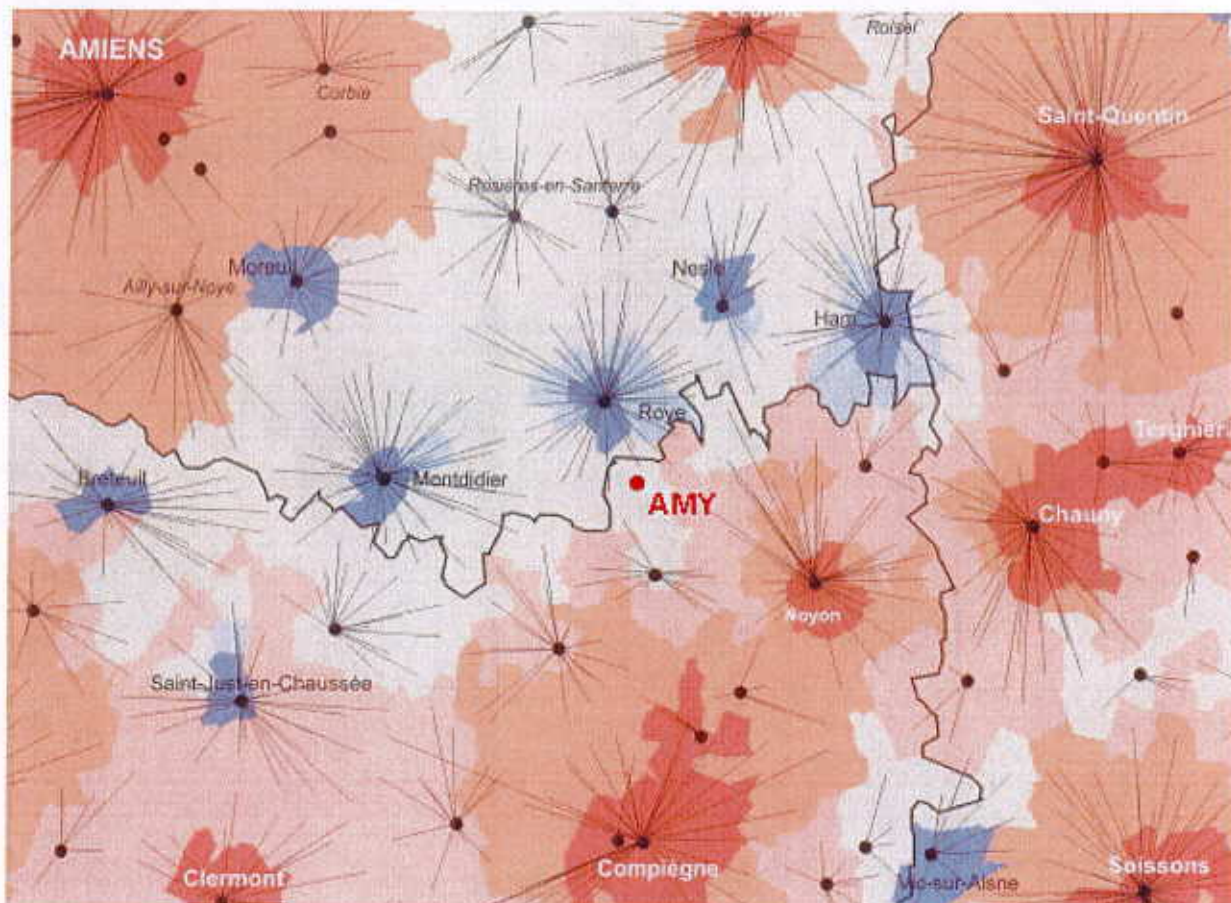 AMIENS
Corbie
Roisel
Saint-Quentin
Rosières-en-Santerre
Moreuil
Ailly-sur-Noye
Nesle
Ham
Roye
Montdidier
Breteuil
Tergnier
AMY
Chauny
Noyon
Saint-Just-en-Chaussée
Clermont
Compiègne
Vic-sur-Aisne
Soissons